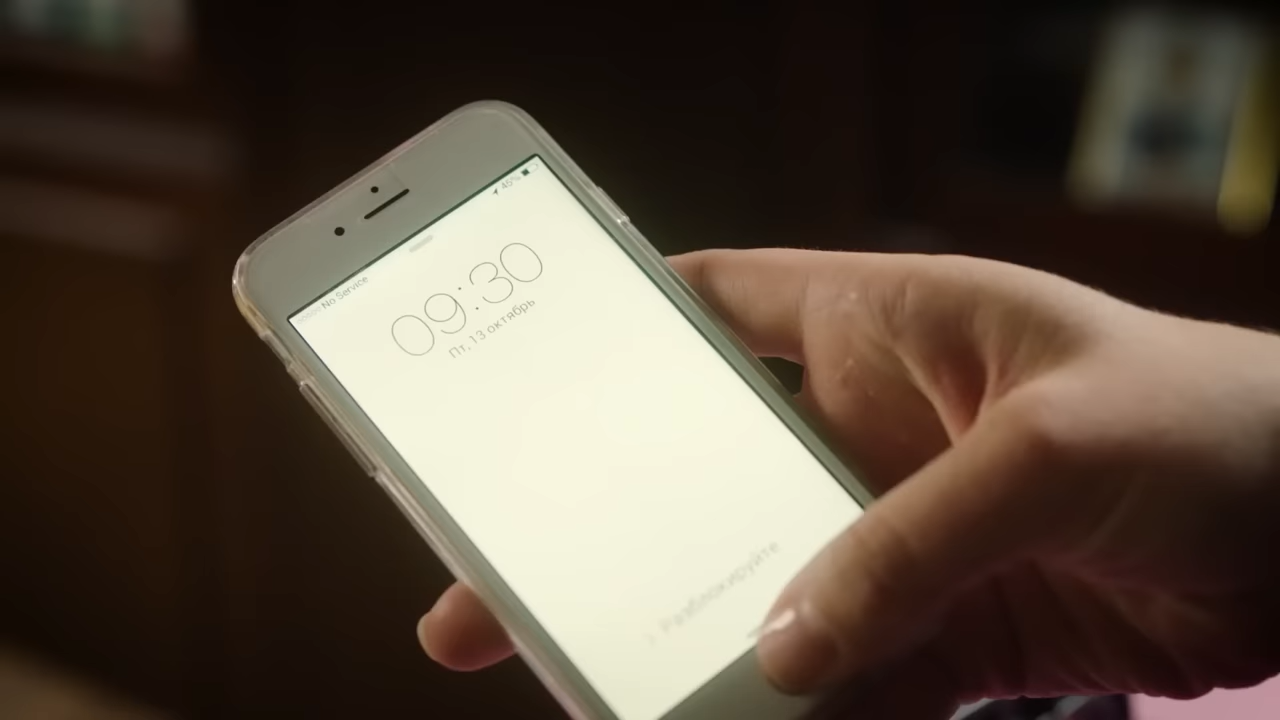 No Service
45%
09:30
Пт, 13 октябрь
› Разблокируйте